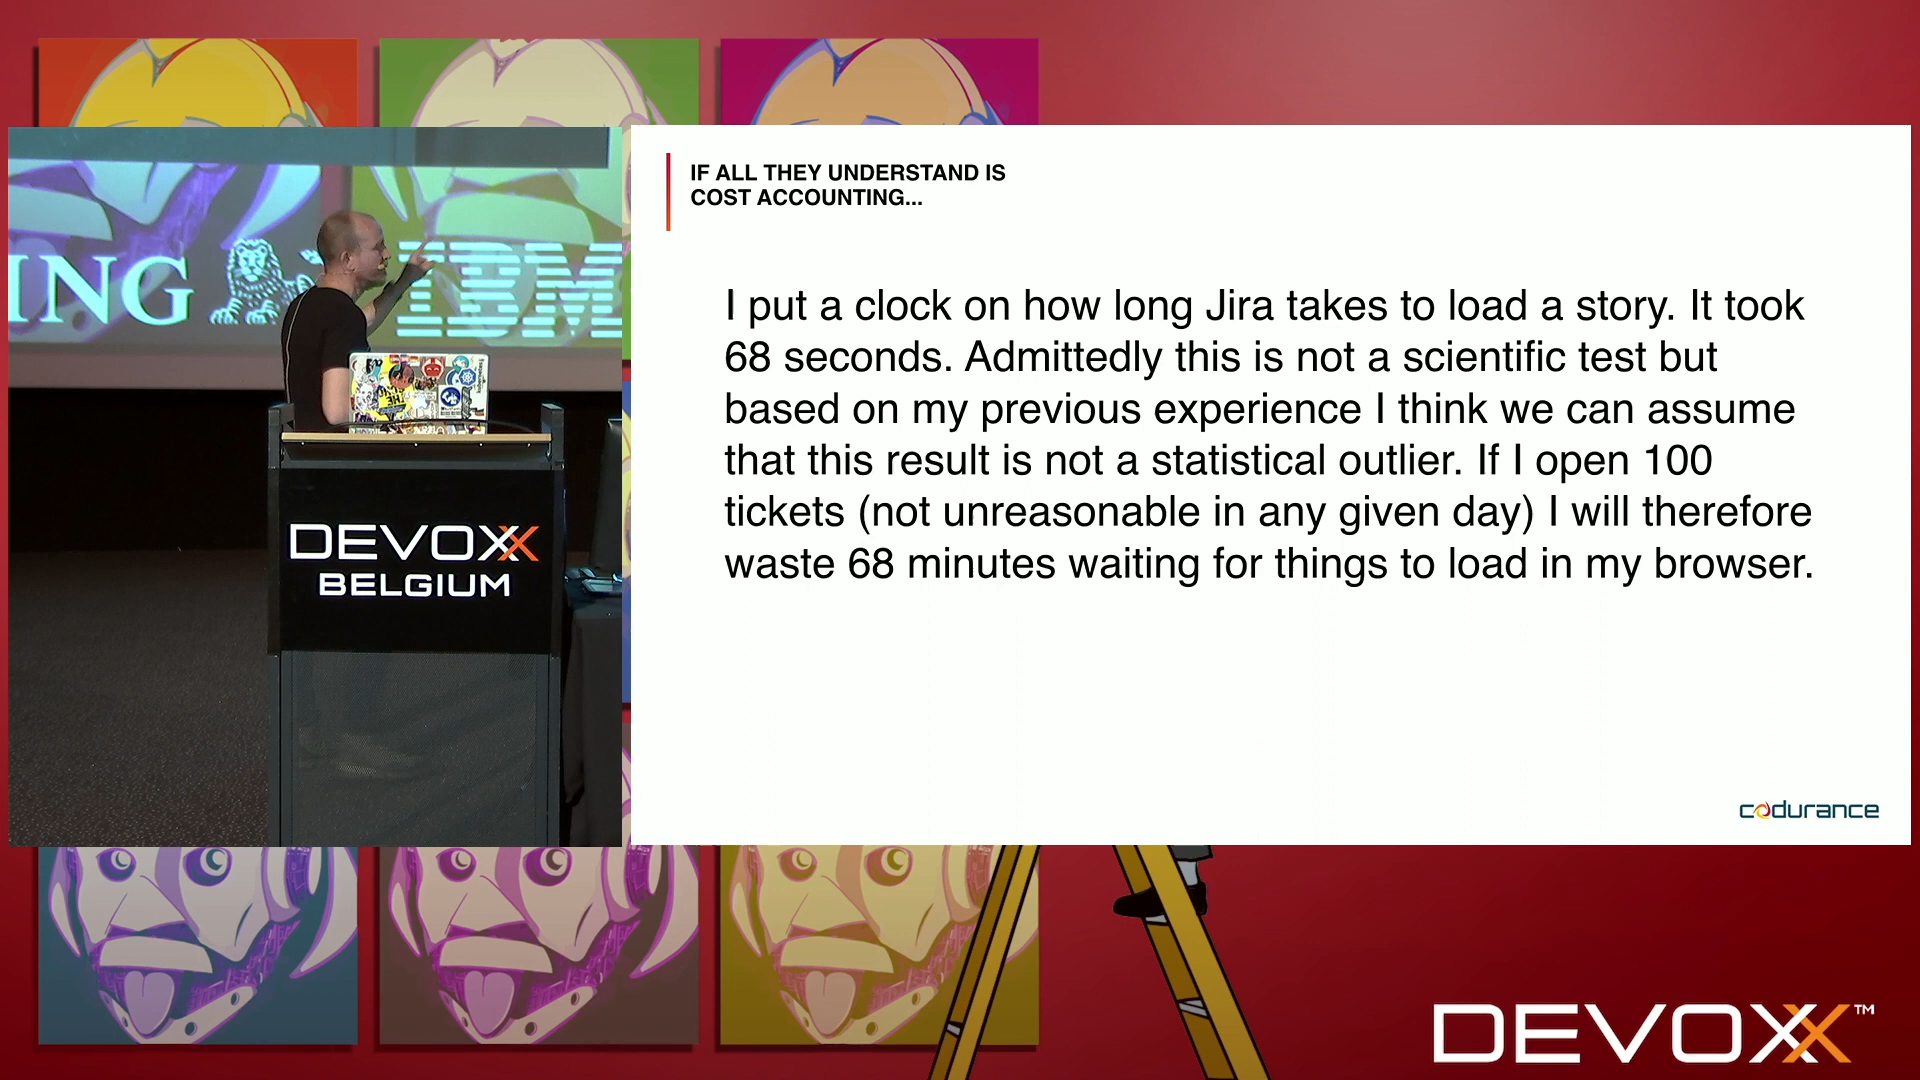 IF ALL THEY UNDERSTAND IS
COST ACCOUNTING...
I put a clock on how long Jira takes to load a story. It took
68 seconds. Admittedly this is not a scientific test but
based on my previous experience I think we can assume
that this result is not a statistical outlier. If I open 100
tickets (not unreasonable in any given day) I will therefore
waste 68 minutes waiting for things to load in my browser.
codurance
ING
IBM
DEVOXX
BELGIUM
DEVOXX™